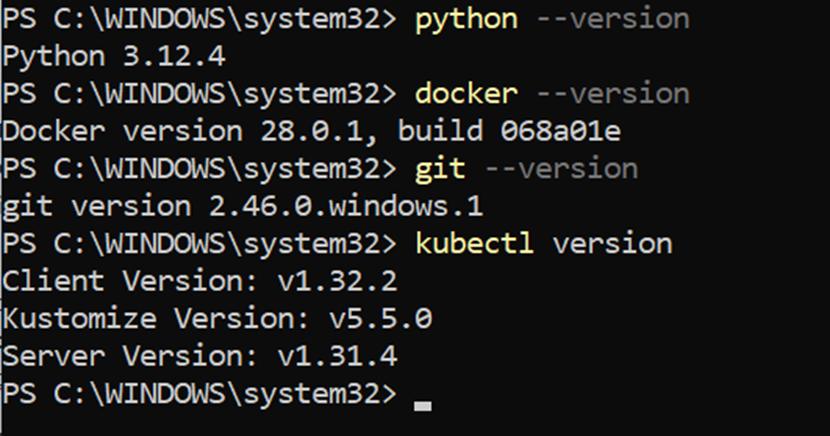 PS C:\WINDOWS\system32> python --version
Python 3.12.4
PS C:\WINDOWS\system32> docker --version
Docker version 28.0.1, build 068a01e
PS C:\WINDOWS\system32> git --version
git version 2.46.0.windows.1
PS C:\WINDOWS\system32> kubectl version
Client Version: v1.32.2
Kustomize Version: v5.5.0
Server Version: v1.31.4
PS C:\WINDOWS\system32>